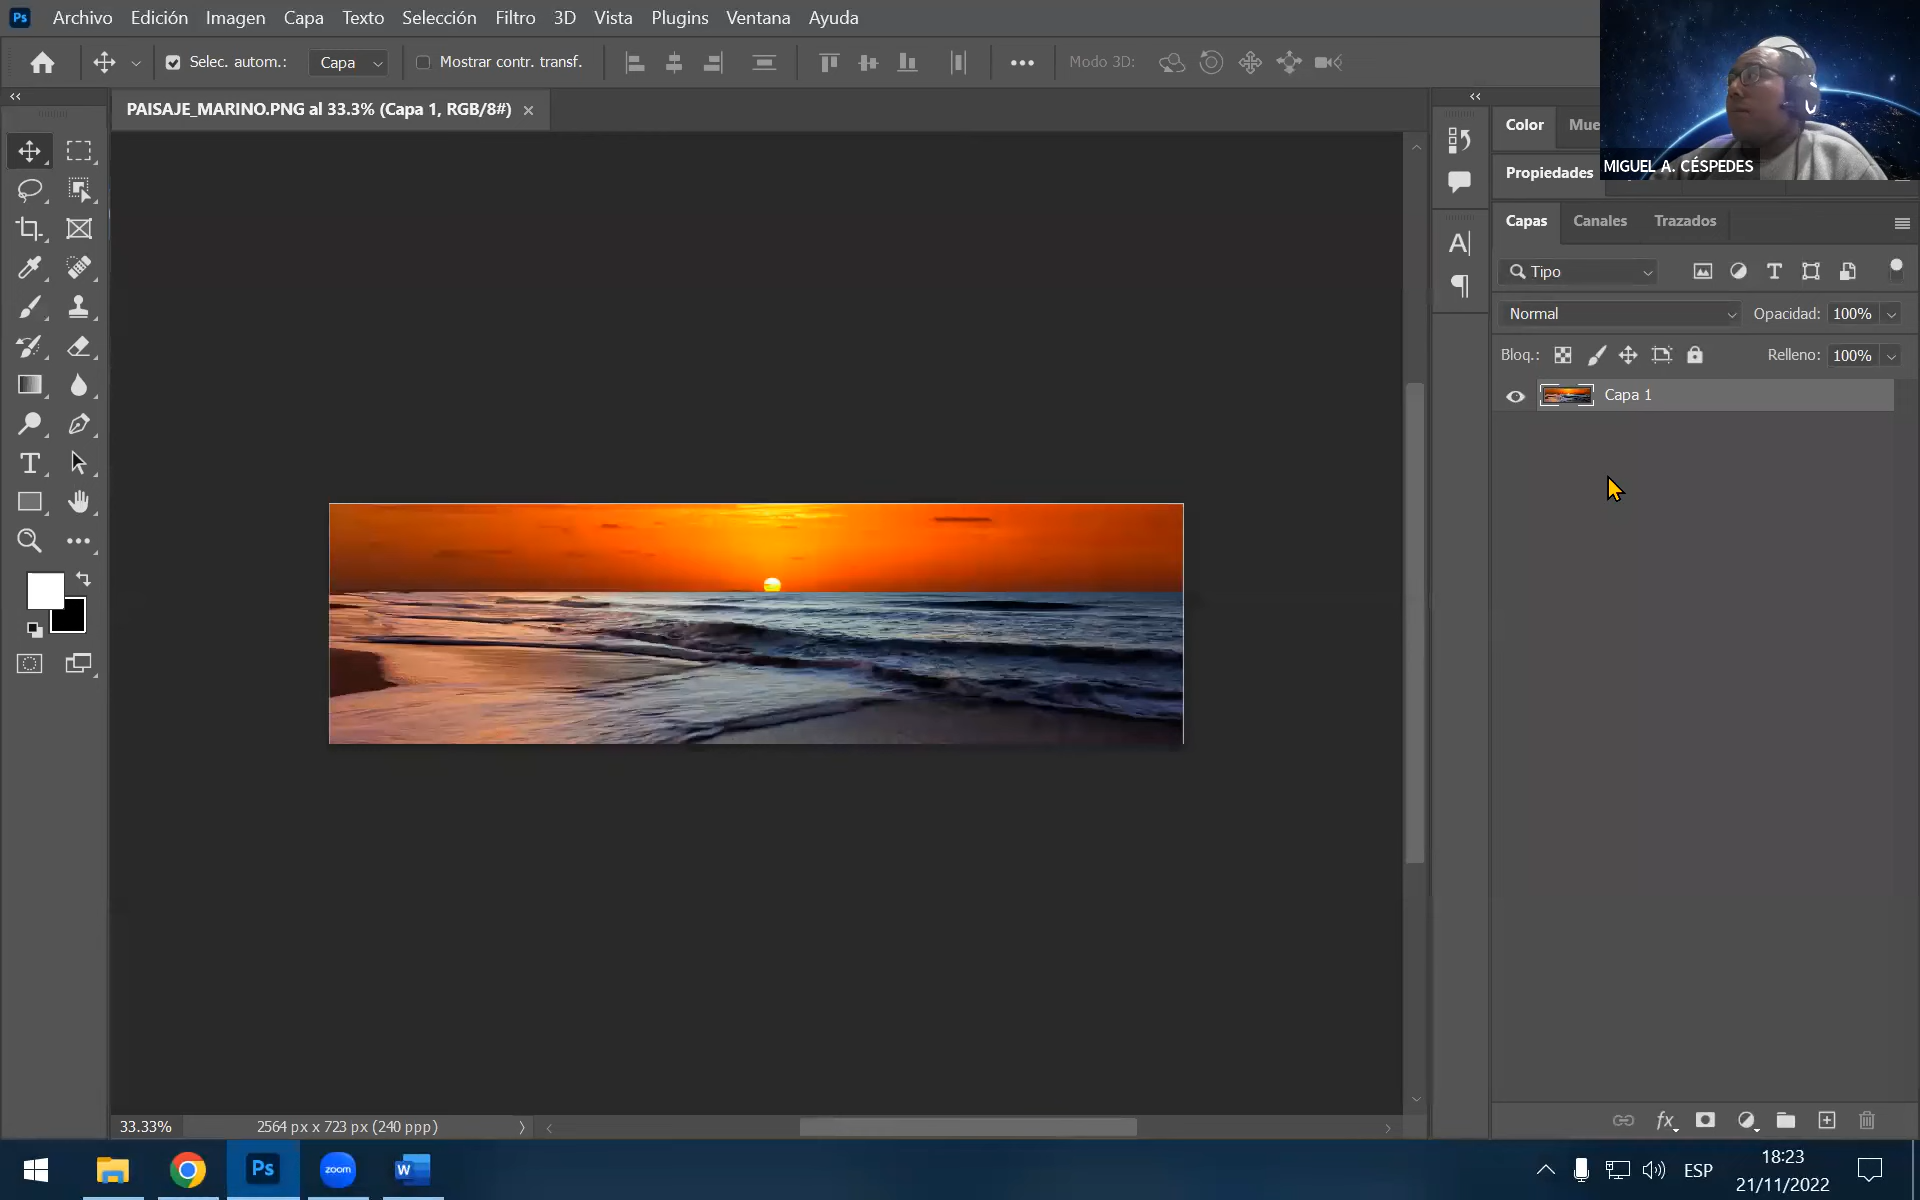 Ps Archivo Edición Imagen Capa Texto Selección Filtro 3D Vista Plugins Ventana Ayuda
Selec. autom.: Capa Mostrar contr. transf. Modo 3D:
PAISAJE_MARINO.PNG al 33.3% (Capa 1, RGB/8#)
Color Mue
MIGUEL A. CÉSPEDES
Propiedades
Capas Canales Trazados
Tipo
Normal Opacidad: 100%
Bloq.: Relleno: 100%
Capa 1
33.33% 2564 px x 723 px (240 ppp)
Ps zoom W ESP 18:23
21/11/2022